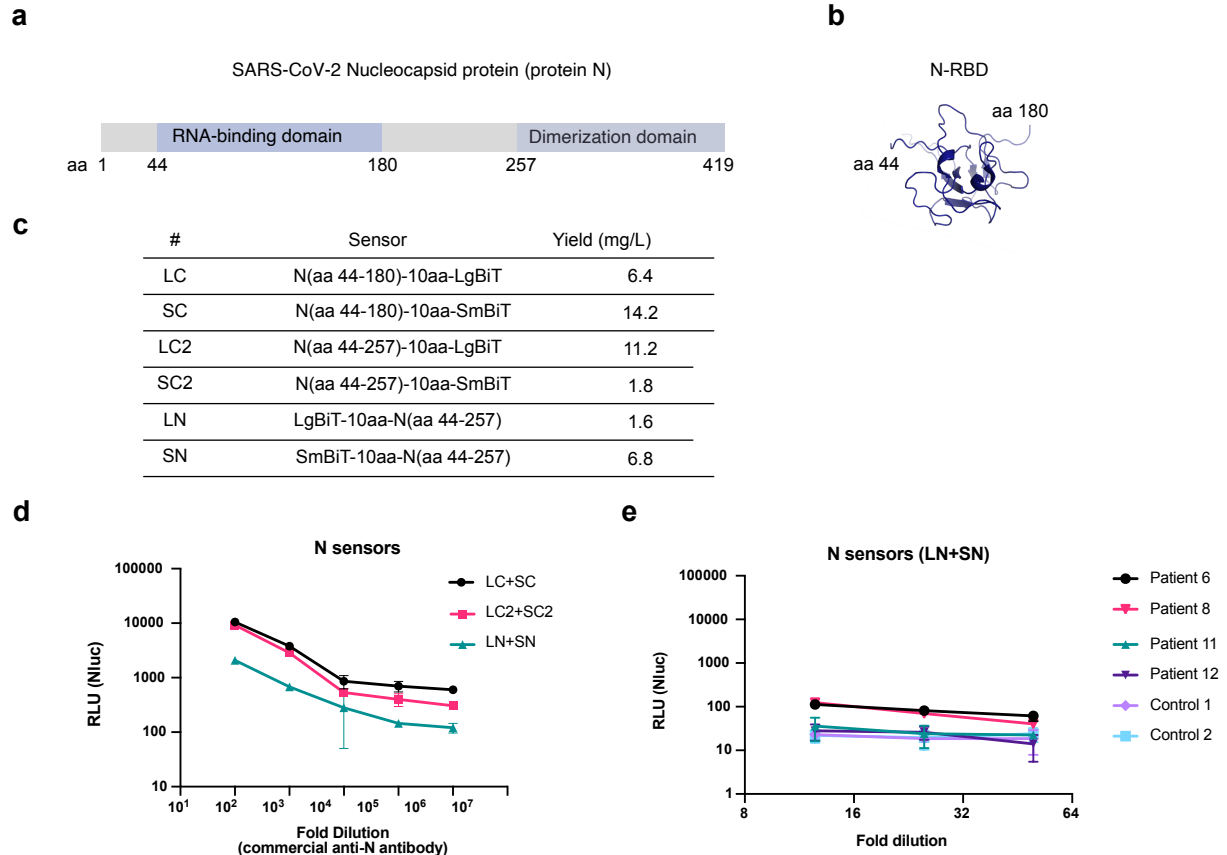 a
SARS-CoV-2 Nucleocapsid protein (protein N)
RNA-binding domain Dimerization domain
aa 1 44 180 257 419
b
N-RBD
aa 180
aa 44
c
# Sensor Yield (mg/L)
LC N(aa 44-180)-10aa-LgBiT 6.4
SC N(aa 44-180)-10aa-SmBiT 14.2
LC2 N(aa 44-257)-10aa-LgBiT 11.2
SC2 N(aa 44-257)-10aa-SmBiT 1.8
LN LgBiT-10aa-N(aa 44-257) 1.6
SN SmBiT-10aa-N(aa 44-257) 6.8
d
N sensors
100000
10000
1000
100
10
RLU (Nluc)
10¹ 10² 10³ 10⁴ 10⁵ 10⁶ 10⁷
Fold Dilution
(commercial anti-N antibody)
LC+SC
LC2+SC2
LN+SN
e
N sensors (LN+SN)
100000
10000
1000
100
10
1
RLU (Nluc)
8 16 32 64
Fold dilution
Patient 6
Patient 8
Patient 11
Patient 12
Control 1
Control 2